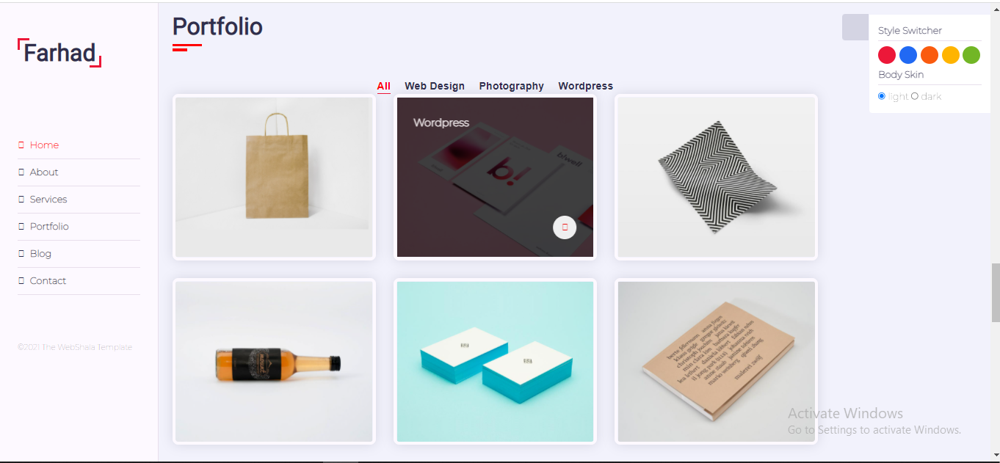 Portfolio
Farhad
Style Switcher
Body Skin
light dark
All Web Design Photography Wordpress
Home
About
Services
Portfolio
Blog
Contact
©2021 The WebShala Template
Wordpress
b!well
b!
Activate Windows
Go to Settings to activate Windows.